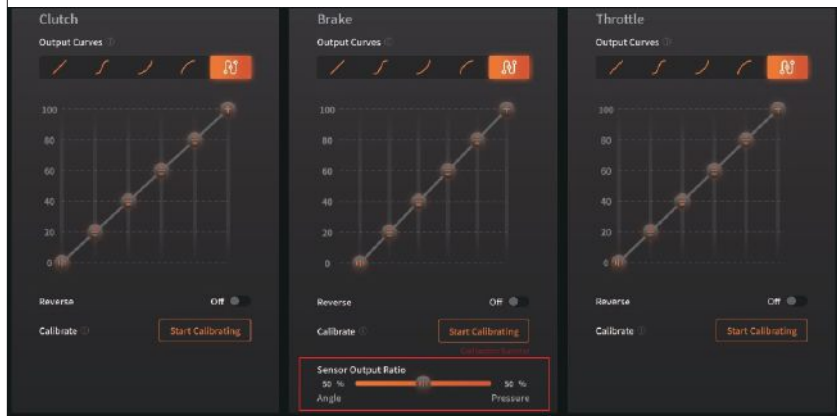 Clutch
Output Curves
100
80
60
40
20
0
Reverse Off
Calibrate Start Calibrating
Brake
Output Curves
100
80
60
40
20
0
Reverse Off
Calibrate Start Calibrating
Sensor Output Ratio
50 % 50 %
Angle Pressure
Throttle
Output Curves
100
80
60
40
20
0
Reverse Off
Calibrate Start Calibrating